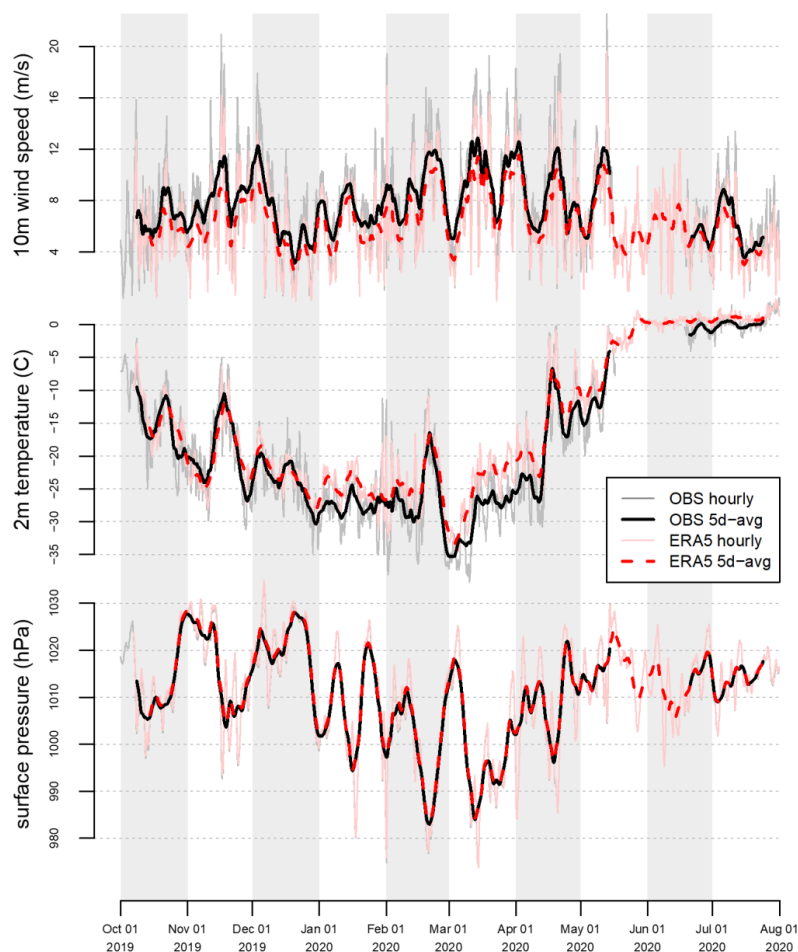 10m wind speed (m/s)
20
16
12
8
4
2m temperature (C)
0
−5
−10
−15
−20
−25
−30
−35
OBS hourly
OBS 5d−avg
ERA5 hourly
ERA5 5d−avg
surface pressure (hPa)
1030
1020
1010
1000
990
980
Oct 01 Nov 01 Dec 01 Jan 01 Feb 01 Mar 01 Apr 01 May 01 Jun 01 Jul 01 Aug 01
2019 2019 2019 2020 2020 2020 2020 2020 2020 2020 2020